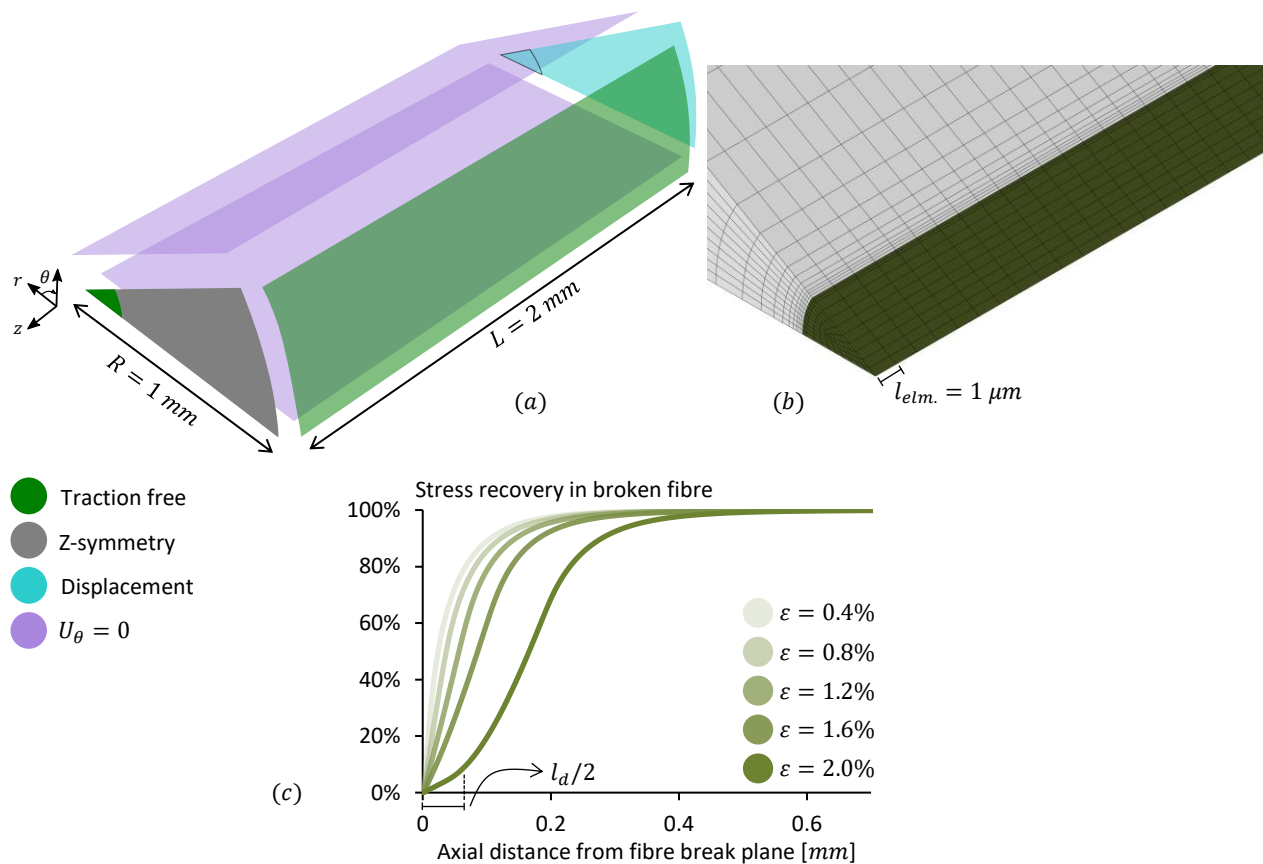 r
θ
z
R = 1 mm
L = 2 mm
(a)
(b)
l_elm. = 1 μm
Traction free
Z-symmetry
Displacement
U_θ = 0
Stress recovery in broken fibre
100%
80%
60%
40%
20%
0%
ε = 0.4%
ε = 0.8%
ε = 1.2%
ε = 1.6%
ε = 2.0%
l_d/2
(c)
0
0.2
0.4
0.6
Axial distance from fibre break plane [mm]